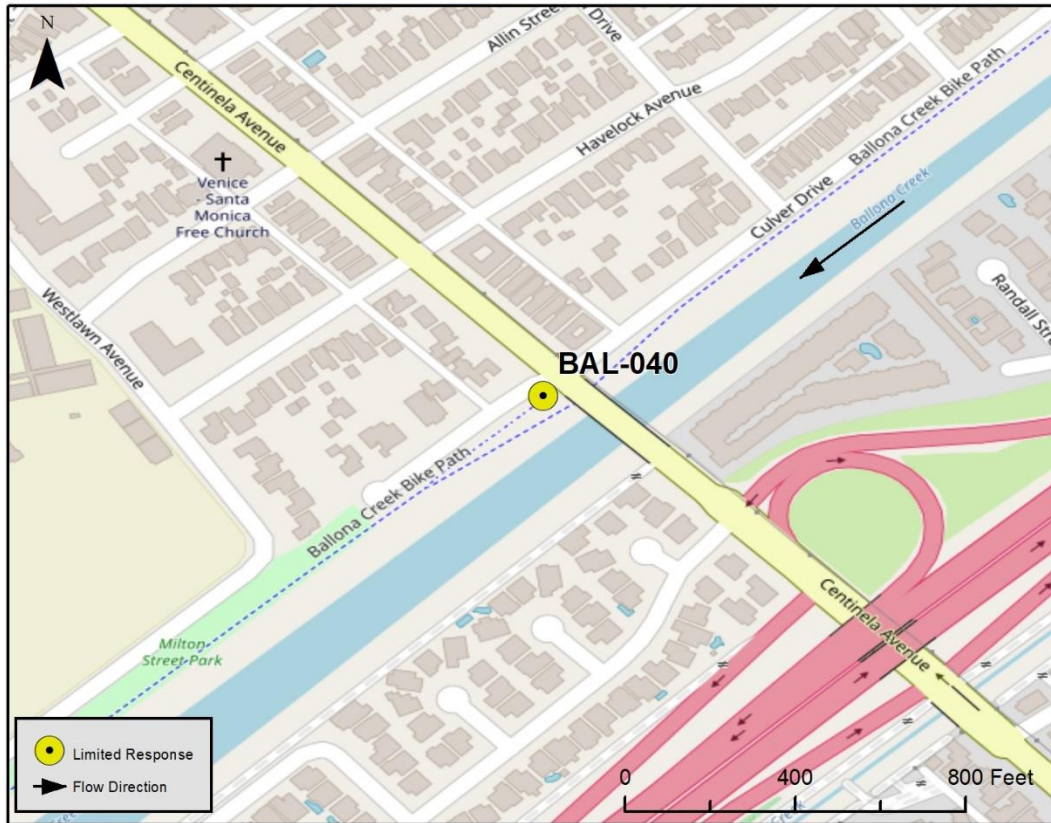 N
Allin Street
Drive
Centinela Avenue
Havelock Avenue
Ballona Creek Bike Path
Venice
- Santa
Monica
Free Church
Culver Drive
Ballona Creek
Westlawn Avenue
Randall Stre
BAL-040
Ballona Creek Bike Path
Centinela Avenue
Milton
Street Park
Limited Response
Flow Direction
0 400 800 Feet
Creek